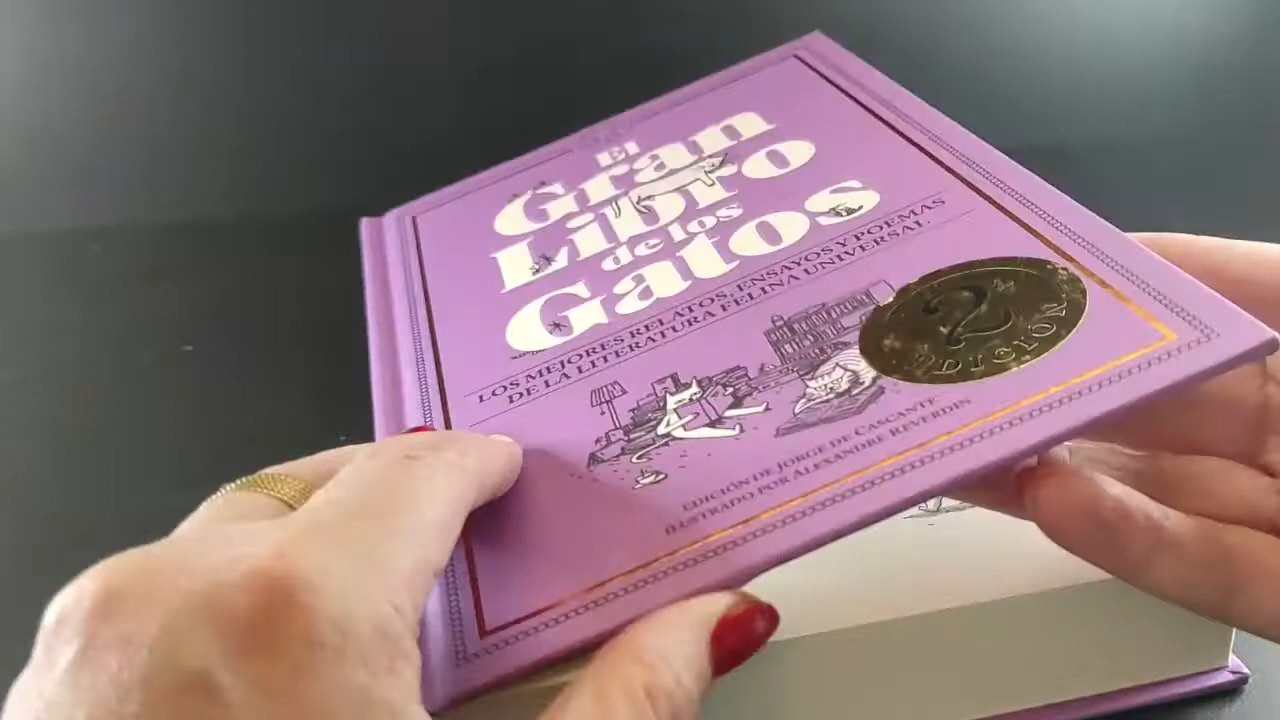 El
Gran
Libro
de los
Gatos
LOS MEJORES RELATOS, ENSAYOS Y POEMAS
DE LA LITERATURA FELINA UNIVERSAL
2ª
EDICIÓN
EDICIÓN DE JORGE DE CASCANTE
ILUSTRADO POR ALEXANDRE REVERDIN